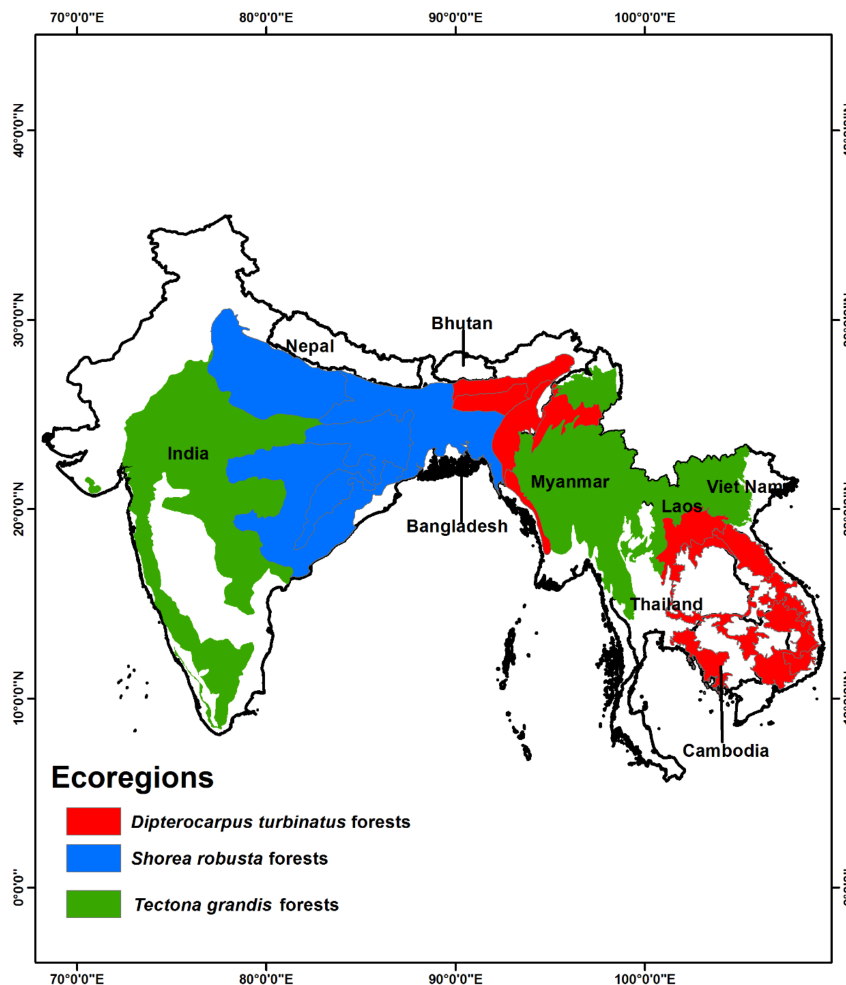 70°0'0"E 80°0'0"E 90°0'0"E 100°0'0"E
40°0'0"N
30°0'0"N
Bhutan
Nepal
India
Myanmar
Viet Nam
Laos
20°0'0"N
Bangladesh
Thailand
10°0'0"N
Cambodia
Ecoregions
Dipterocarpus turbinatus forests
Shorea robusta forests
0°0'0"
Tectona grandis forests
70°0'0"E 80°0'0"E 90°0'0"E 100°0'0"E